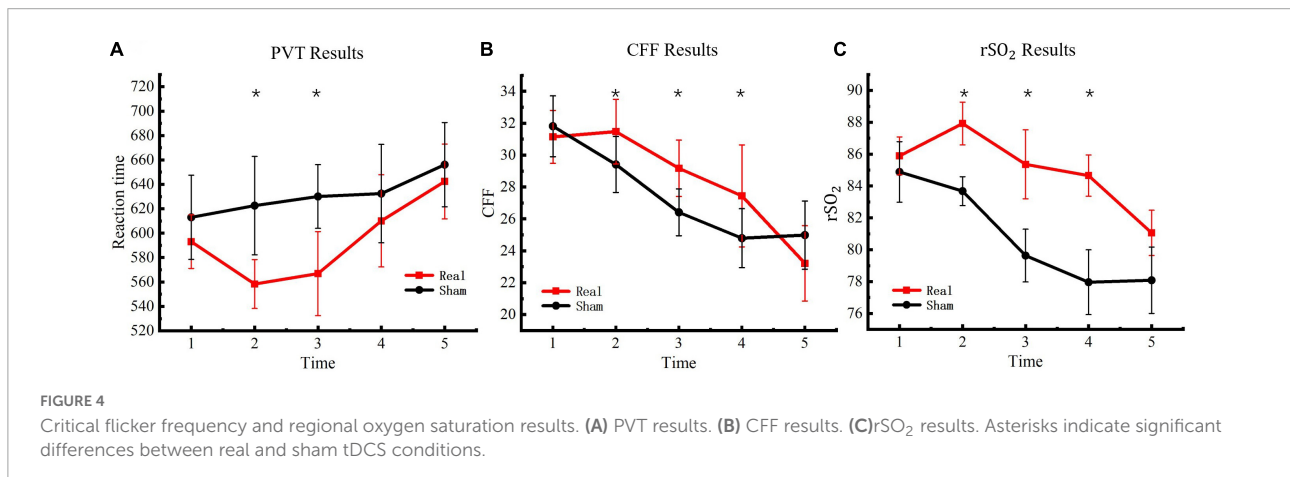 A
PVT Results
720
700
680
660
640
620
600
580
560
540
520
Reaction time
* *
Real
Sham
1 2 3 4 5
Time
B
CFF Results
34
32
30
28
26
24
22
20
CFF
* * *
Real
Sham
1 2 3 4 5
Time
C
rSO₂ Results
90
88
86
84
82
80
78
76
rSO₂
* * *
Real
Sham
1 2 3 4 5
Time
FIGURE 4
Critical flicker frequency and regional oxygen saturation results. (A) PVT results. (B) CFF results. (C)rSO₂ results. Asterisks indicate significant
differences between real and sham tDCS conditions.